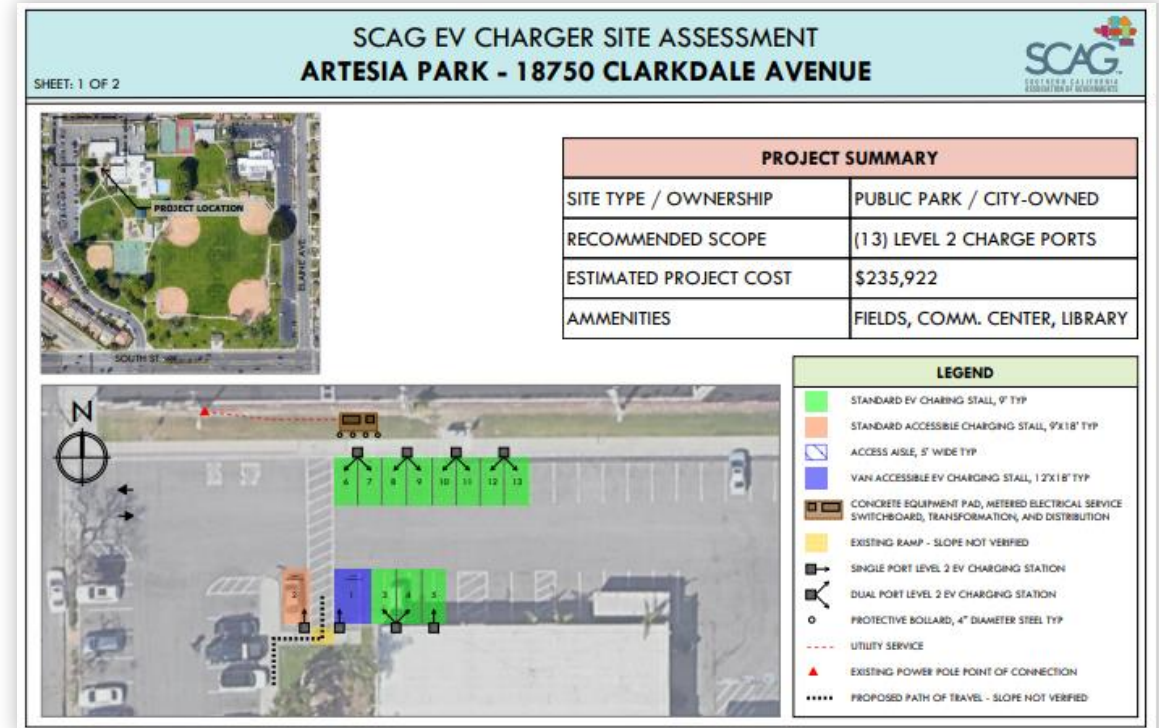 SCAG EV CHARGER SITE ASSESSMENT
ARTESIA PARK - 18750 CLARKDALE AVENUE
SHEET: 1 OF 2
SCAG
SOUTHERN CALIFORNIA
ASSOCIATION OF GOVERNMENTS
PROJECT LOCATION
ELAINE AVE
SOUTH ST
PROJECT SUMMARY
SITE TYPE / OWNERSHIP PUBLIC PARK / CITY-OWNED
RECOMMENDED SCOPE (13) LEVEL 2 CHARGE PORTS
ESTIMATED PROJECT COST $235,922
AMMENITIES FIELDS, COMM. CENTER, LIBRARY
N
6 7 8 9 10 11 12 13
2 1 3 4 5
LEGEND
STANDARD EV CHARING STALL, 9' TYP
STANDARD ACCESSIBLE CHARGING STALL, 9'X18' TYP
ACCESS AISLE, 5' WIDE TYP
VAN ACCESSIBLE EV CHARGING STALL, 12'X18' TYP
CONCRETE EQUIPMENT PAD, METERED ELECTRICAL SERVICE
SWITCHBOARD, TRANSFORMATION, AND DISTRIBUTION
EXISTING RAMP - SLOPE NOT VERIFIED
SINGLE PORT LEVEL 2 EV CHARGING STATION
DUAL PORT LEVEL 2 EV CHARGING STATION
PROTECTIVE BOLLARD, 4" DIAMETER STEEL TYP
UTILITY SERVICE
EXISTING POWER POLE POINT OF CONNECTION
PROPOSED PATH OF TRAVEL - SLOPE NOT VERIFIED